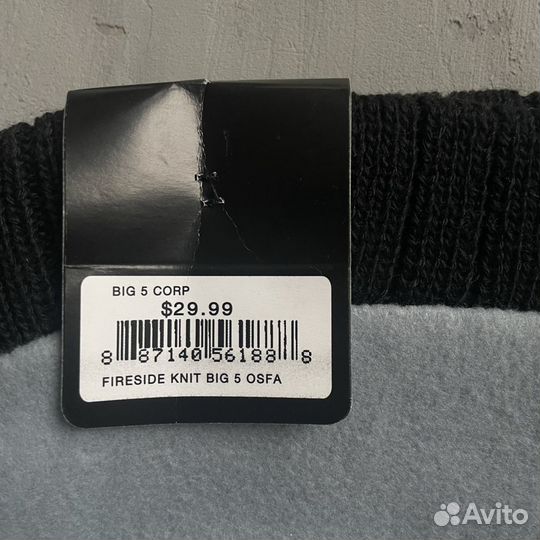 BIG 5 CORP
$29.99
8 87140 56188 8
FIRESIDE KNIT BIG 5 OSFA
Avito